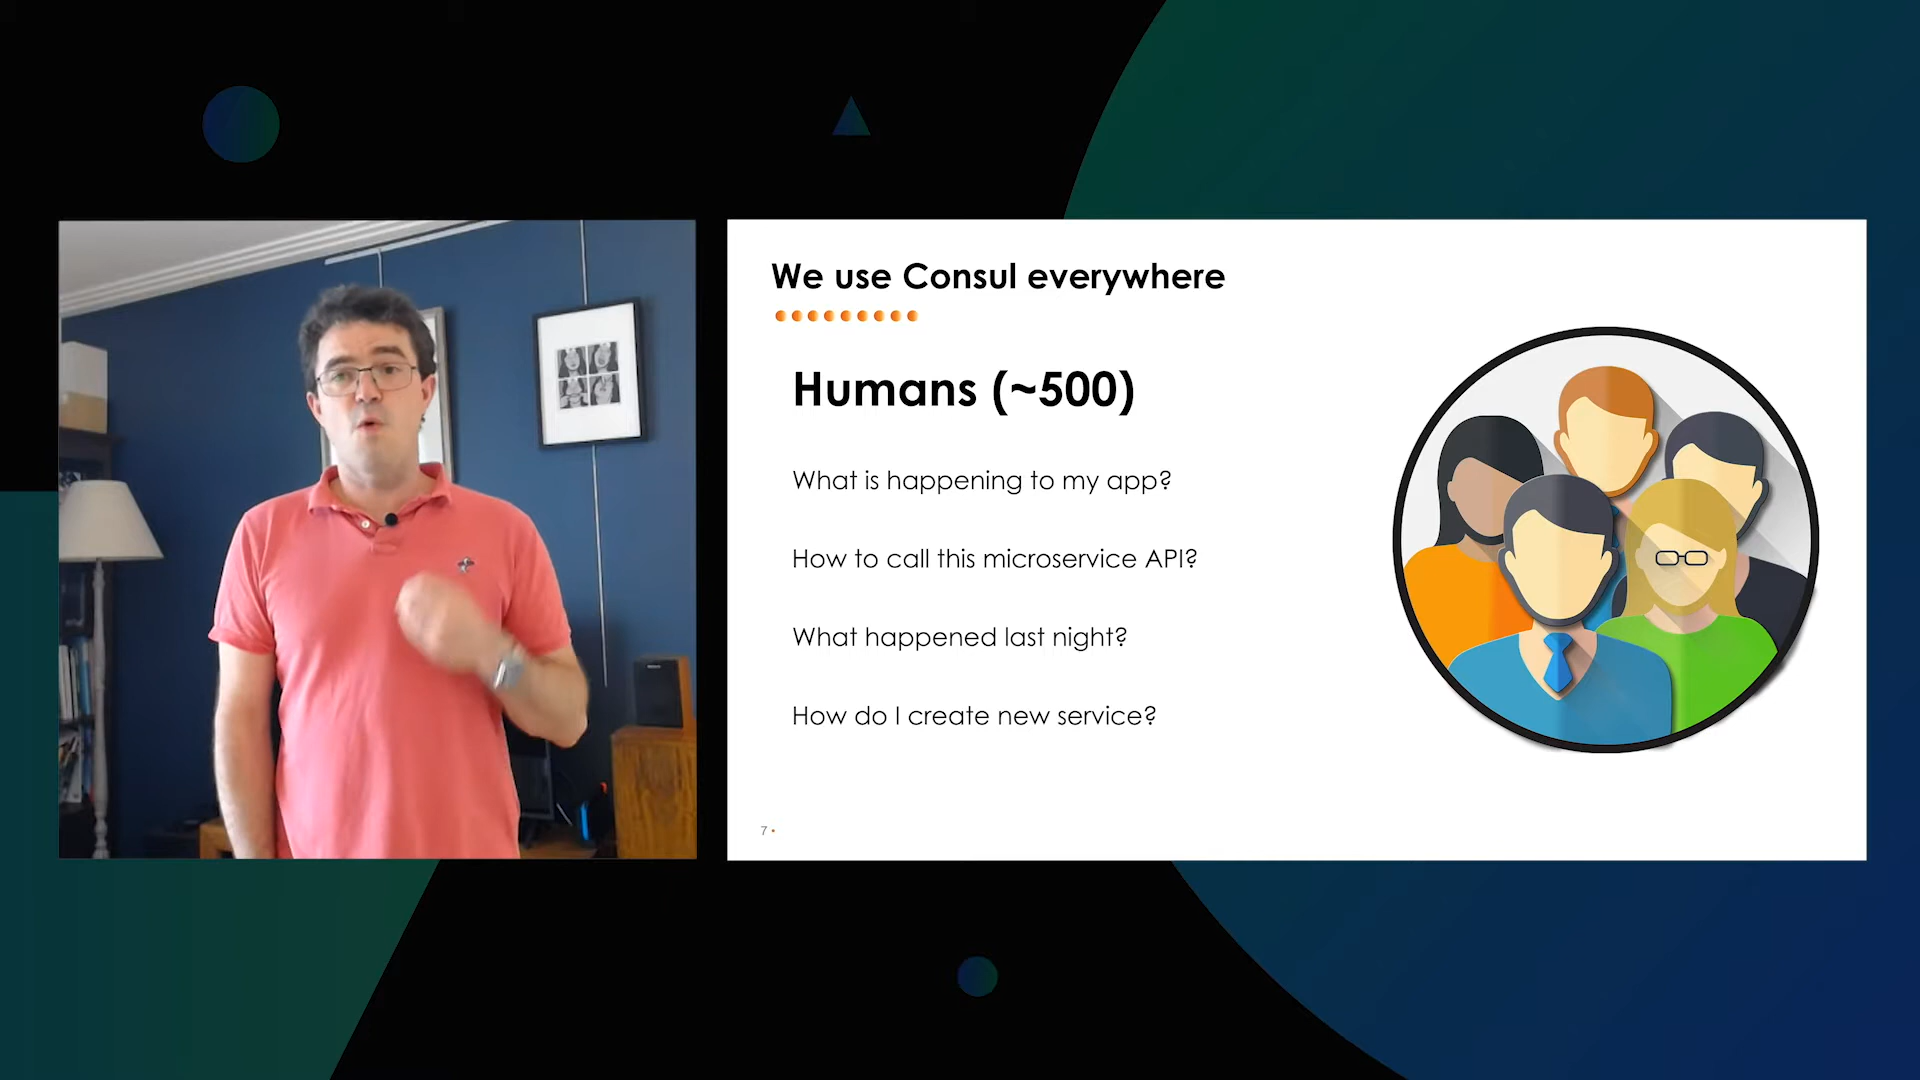 We use Consul everywhere
Humans (~500)
What is happening to my app?
How to call this microservice API?
What happened last night?
How do I create new service?
7